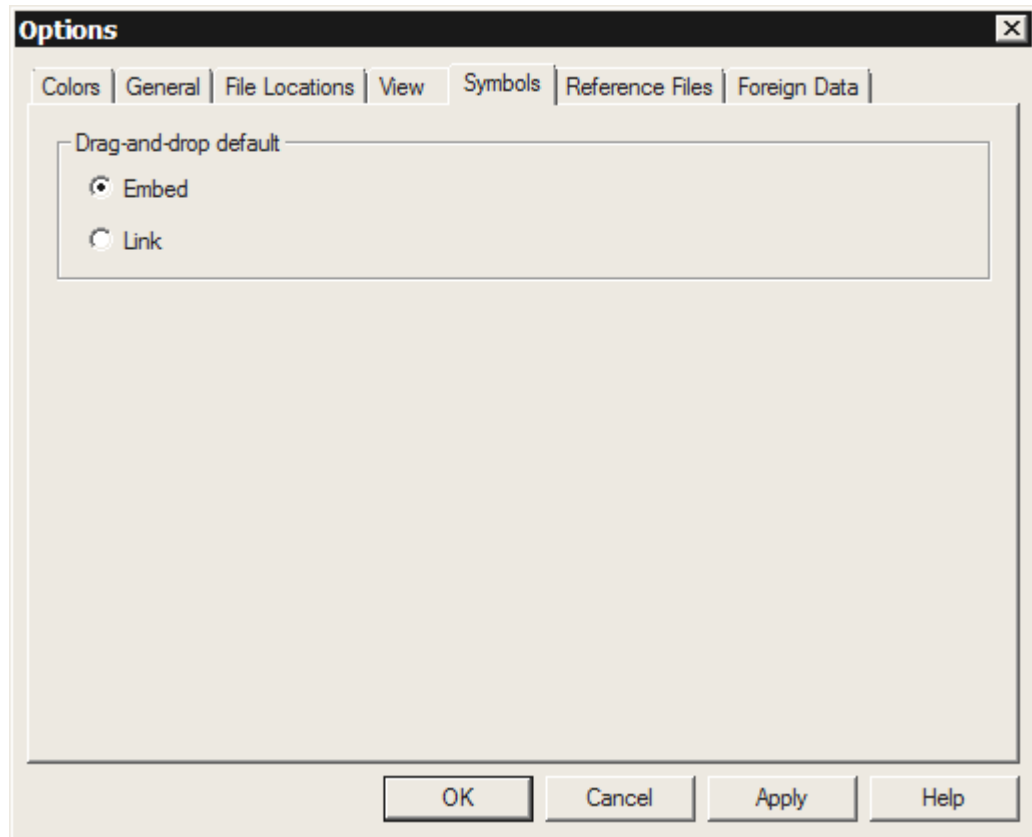 Options
Colors General File Locations View Symbols Reference Files Foreign Data
Drag-and-drop default
Embed
Link
OK Cancel Apply Help